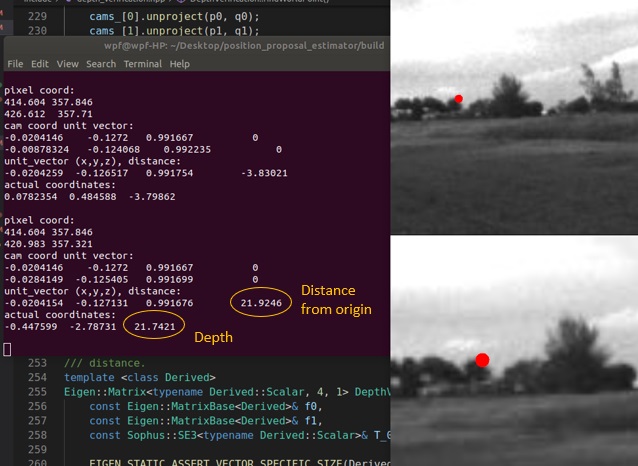 229 cams_[0].unproject(p0, q0);
230 cams_[1].unproject(p1, q1);
wpf@wpf-HP: ~/Desktop/position_proposal_estimator/build
File Edit View Search Terminal Help
pixel coord:
414.604 357.846
426.612 357.71
cam coord unit vector:
-0.0204146 -0.1272 0.991667 0
-0.00878324 -0.124068 0.992235 0
unit_vector (x,y,z), distance:
-0.0204259 -0.126517 0.991754 -3.83021
actual coordinates:
0.0782354 0.484588 -3.79862
pixel coord:
414.604 357.846
420.983 357.321
cam coord unit vector:
-0.0204146 -0.1272 0.991667 0
-0.0284149 -0.125405 0.991699 0
unit_vector (x,y,z), distance:
-0.0204154 -0.127131 0.991676 21.9246
actual coordinates:
-0.447599 -2.78731 21.7421
Distance
from origin
Depth
253 /// distance.
254 template <class Derived>
255 Eigen::Matrix<typename Derived::Scalar, 4, 1> DepthV
256 const Eigen::MatrixBase<Derived>& f0,
257 const Eigen::MatrixBase<Derived>& f1,
258 const Sophus::SE3<typename Derived::Scalar>& T_0
259
260 EIGEN_STATIC_ASSERT_VECTOR_SPECIFIC_SIZE(Derive